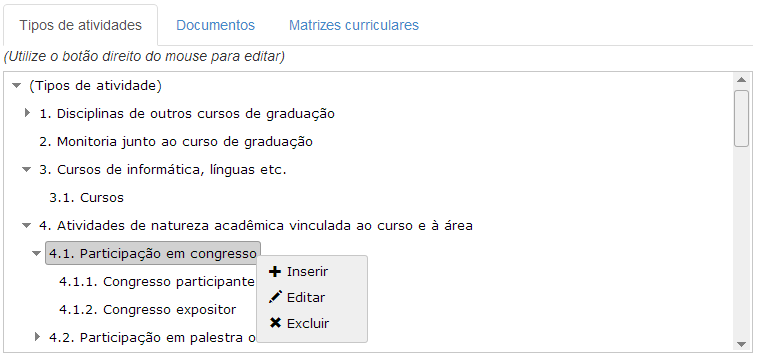 Tipos de atividades Documentos Matrizes curriculares
(Utilize o botão direito do mouse para editar)
(Tipos de atividade)
1. Disciplinas de outros cursos de graduação
2. Monitoria junto ao curso de graduação
3. Cursos de informática, línguas etc.
3.1. Cursos
4. Atividades de natureza acadêmica vinculada ao curso e à área
4.1. Participação em congresso
Inserir
4.1.1. Congresso participante
Editar
4.1.2. Congresso expositor
Excluir
4.2. Participação em palestra o